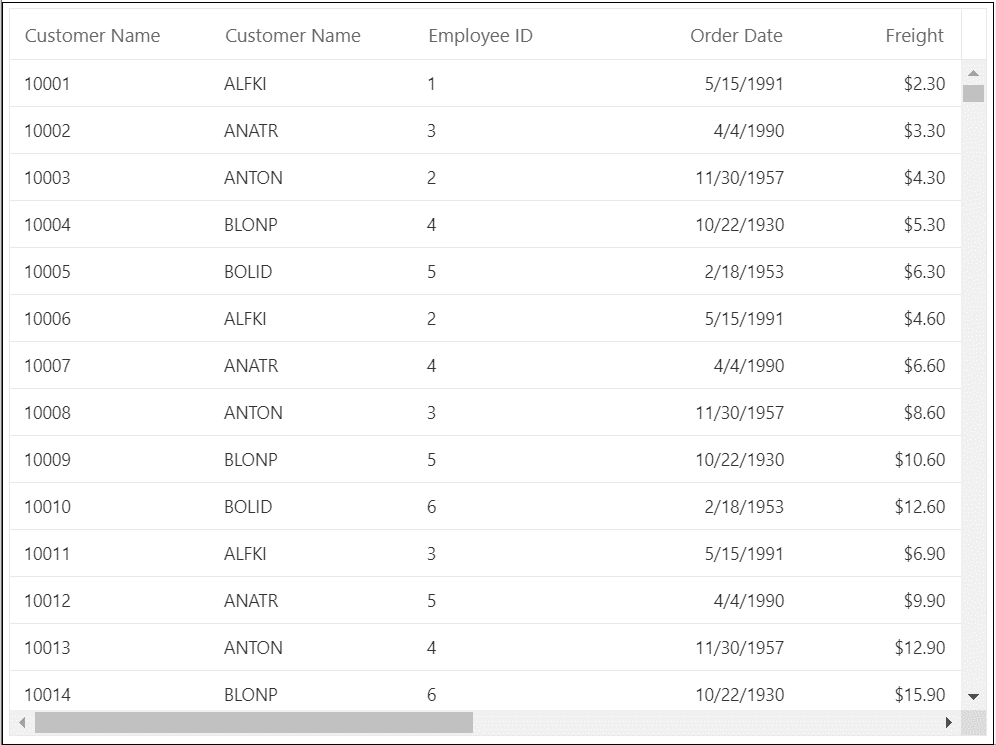 Customer Name Customer Name Employee ID Order Date Freight
10001 ALFKI 1 5/15/1991 $2.30
10002 ANATR 3 4/4/1990 $3.30
10003 ANTON 2 11/30/1957 $4.30
10004 BLONP 4 10/22/1930 $5.30
10005 BOLID 5 2/18/1953 $6.30
10006 ALFKI 2 5/15/1991 $4.60
10007 ANATR 4 4/4/1990 $6.60
10008 ANTON 3 11/30/1957 $8.60
10009 BLONP 5 10/22/1930 $10.60
10010 BOLID 6 2/18/1953 $12.60
10011 ALFKI 3 5/15/1991 $6.90
10012 ANATR 5 4/4/1990 $9.90
10013 ANTON 4 11/30/1957 $12.90
10014 BLONP 6 10/22/1930 $15.90